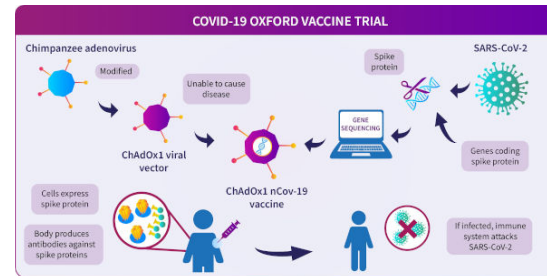 COVID-19 OXFORD VACCINE TRIAL
Chimpanzee adenovirus
Modified
ChAdOx1 viral
vector
Unable to cause
disease
ChAdOx1 nCov-19
vaccine
GENE
SEQUENCING
Spike
protein
SARS-CoV-2
Genes coding
spike protein
Cells express
spike protein
Body produces
antibodies against
spike proteins
If infected, immune
system attacks
SARS-CoV-2